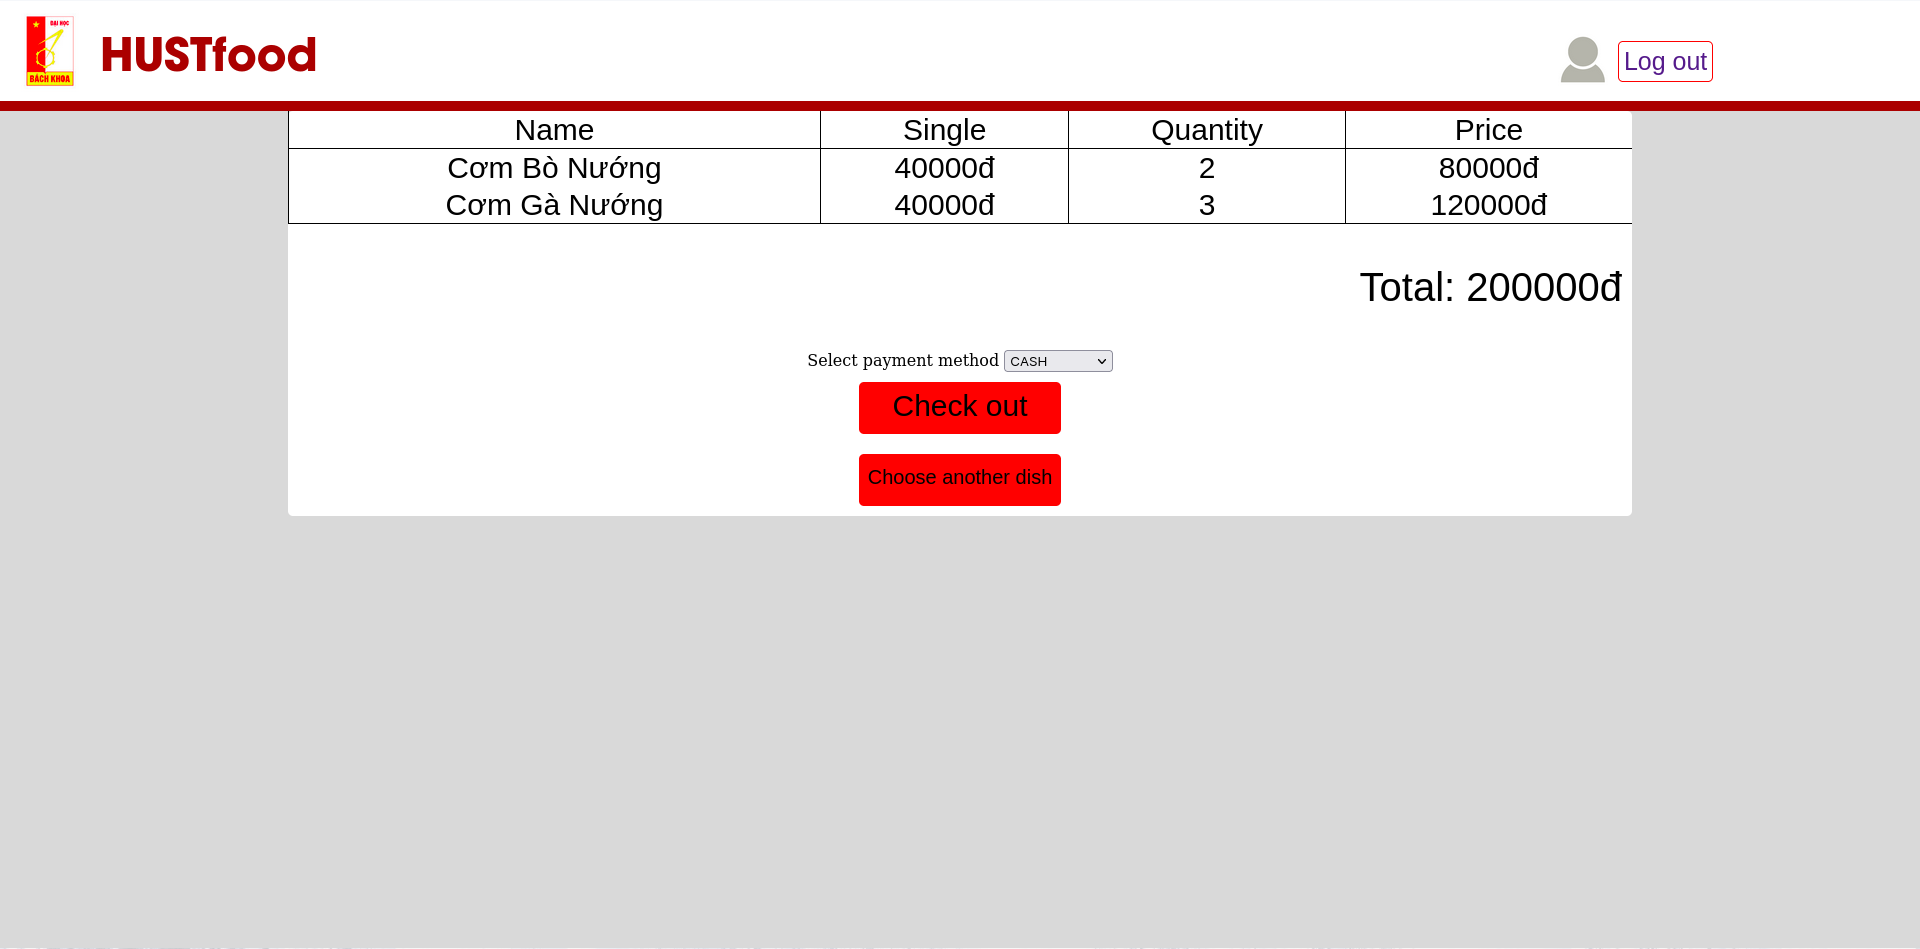 ĐẠI HỌC
BÁCH KHOA
HUSTfood
Log out
Name Single Quantity Price
Cơm Bò Nướng 40000đ 2 80000đ
Cơm Gà Nướng 40000đ 3 120000đ
Total: 200000đ
Select payment method CASH
Check out
Choose another dish